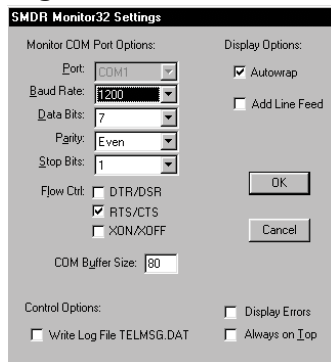 SMDR Monitor32 Settings
Monitor COM Port Options:
Port: COM1
Baud Rate: 1200
Data Bits: 7
Parity: Even
Stop Bits: 1
Flow Ctrl: DTR/DSR
RTS/CTS
XON/XOFF
COM Buffer Size: 80
Display Options:
Autowrap
Add Line Feed
OK
Cancel
Control Options:
Write Log File TELMSG.DAT
Display Errors
Always on Top